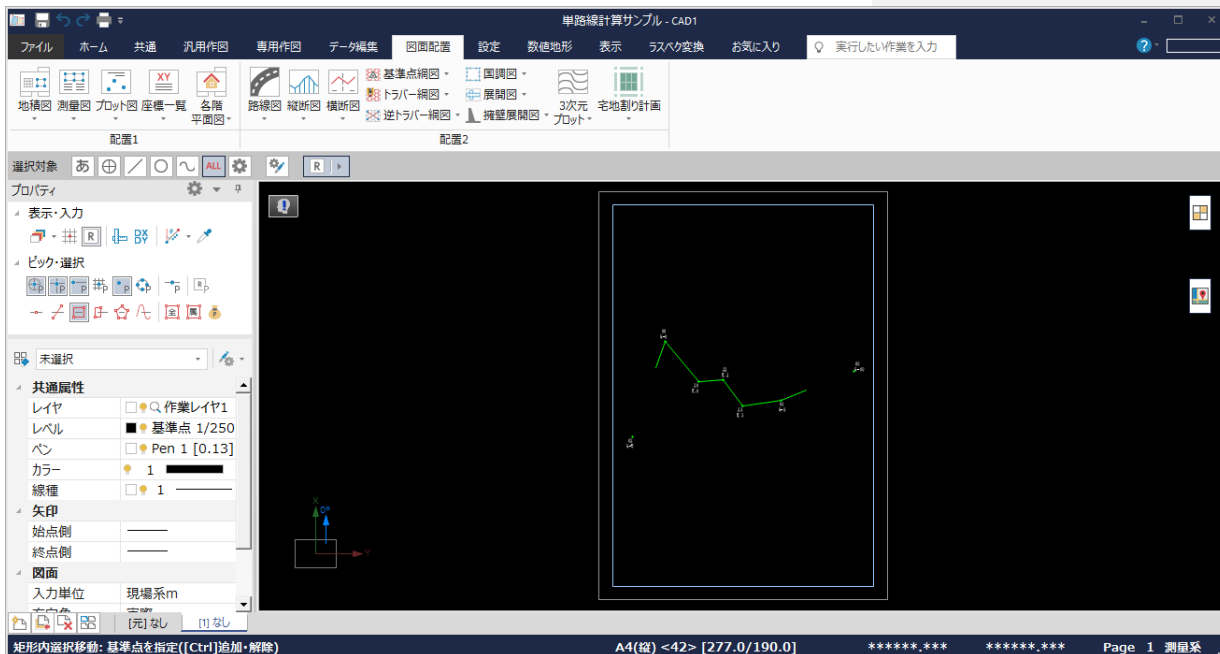 単路線計算サンプル - CAD1
ファイル ホーム 共通 汎用作図 専用作図 データ編集 図面配置 設定 数値地形 表示 ラスベク変換 お気に入り 実行したい作業を入力
地積図 測量図 プロット図 座標一覧 各階平面図 路線図 縦断図 横断図 基準点網図 国調図 3次元プロット 宅地割り計画
XY
トラバー網図 展開図
逆トラバー網図 擁壁展開図
配置1 配置2
選択対象 あ ALL R
プロパティ
表示・入力
R DX DY
ピック・選択
P P P P P P P R P
全 属 P
未選択
共通属性
レイヤ 作業レイヤ1
レベル 基準点 1/250
ペン Pen 1 [0.13]
カラー 1
線種 1
矢印
始点側
終点側
図面
入力単位 現場系m
X
0°
Y
[元] なし [1] なし
矩形内選択移動: 基準点を指定([Ctrl]追加・解除) A4(縦) <42> [277.0/190.0] ******.*** ******.*** Page 1 測量系